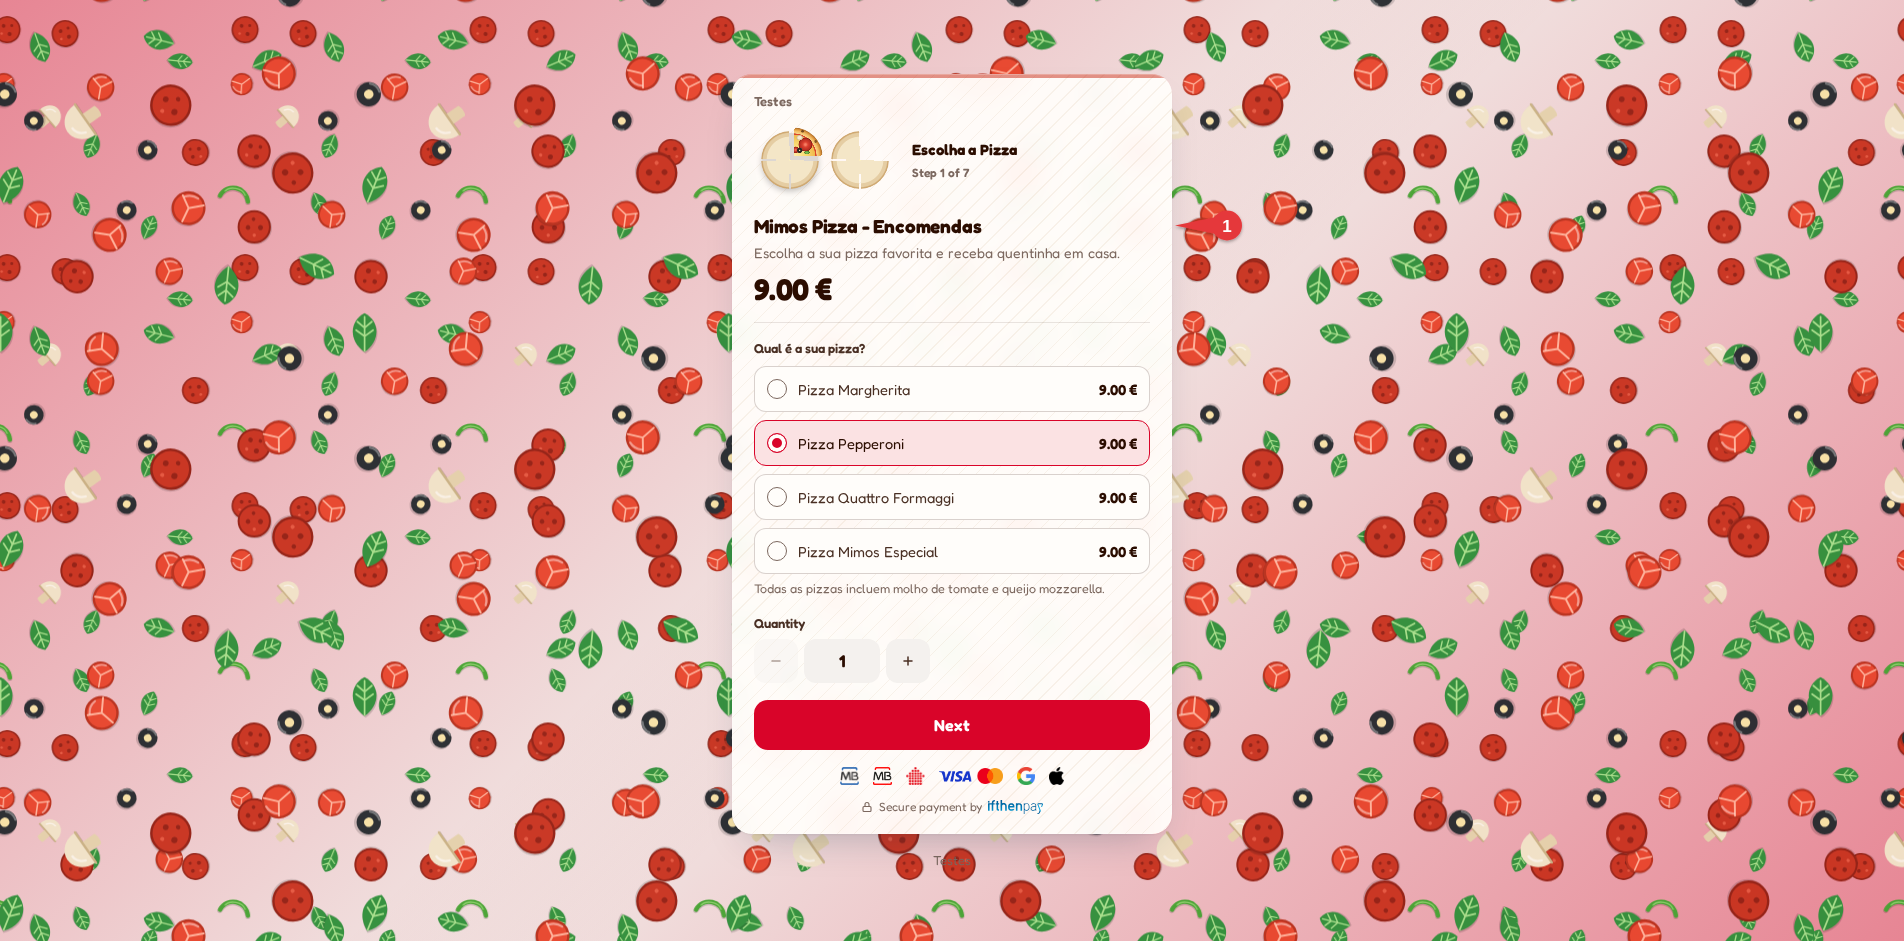 Testes
Escolha a Pizza
Step 1 of 7
Mimos Pizza - Encomendas
1
Escolha a sua pizza favorita e receba quentinha em casa.
9.00 €
Qual é a sua pizza?
Pizza Margherita 9.00 €
Pizza Pepperoni 9.00 €
Pizza Quattro Formaggi 9.00 €
Pizza Mimos Especial 9.00 €
Todas as pizzas incluem molho de tomate e queijo mozzarella.
Quantity
− 1 +
Next
MB MB VISA G
Secure payment by ifthenpay